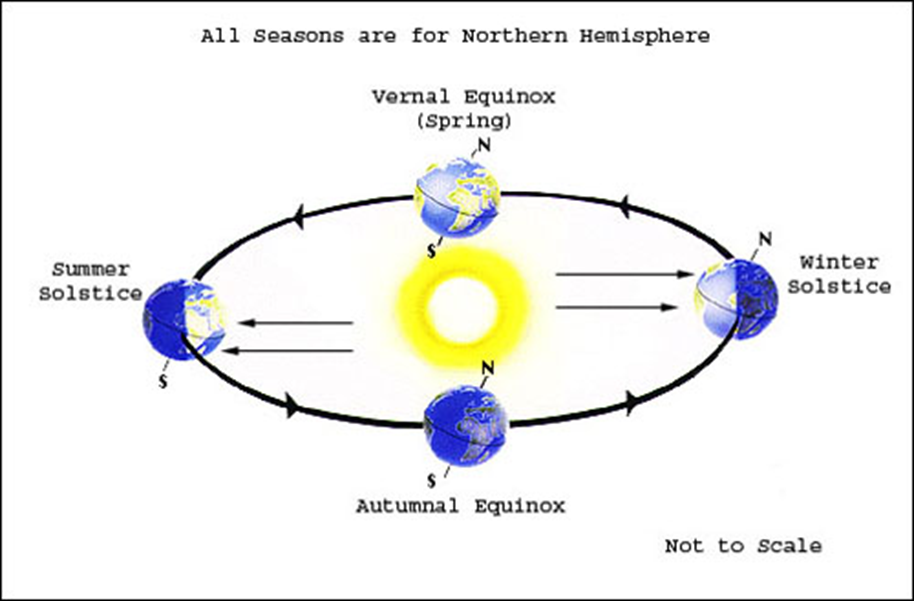 All Seasons are for Northern Hemisphere
Vernal Equinox
(Spring)
N
S
Summer
Solstice
S
N
Winter
Solstice
N
S
Autumnal Equinox
Not to Scale